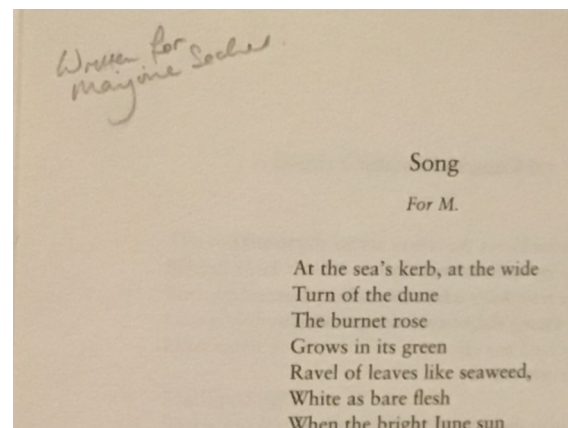 Written for
Marjorie
Song
For M.
At the sea's kerb, at the wide
Turn of the dune
The burnet rose
Grows in its green
Ravel of leaves like seaweed,
White as bare flesh
When the bright June sun